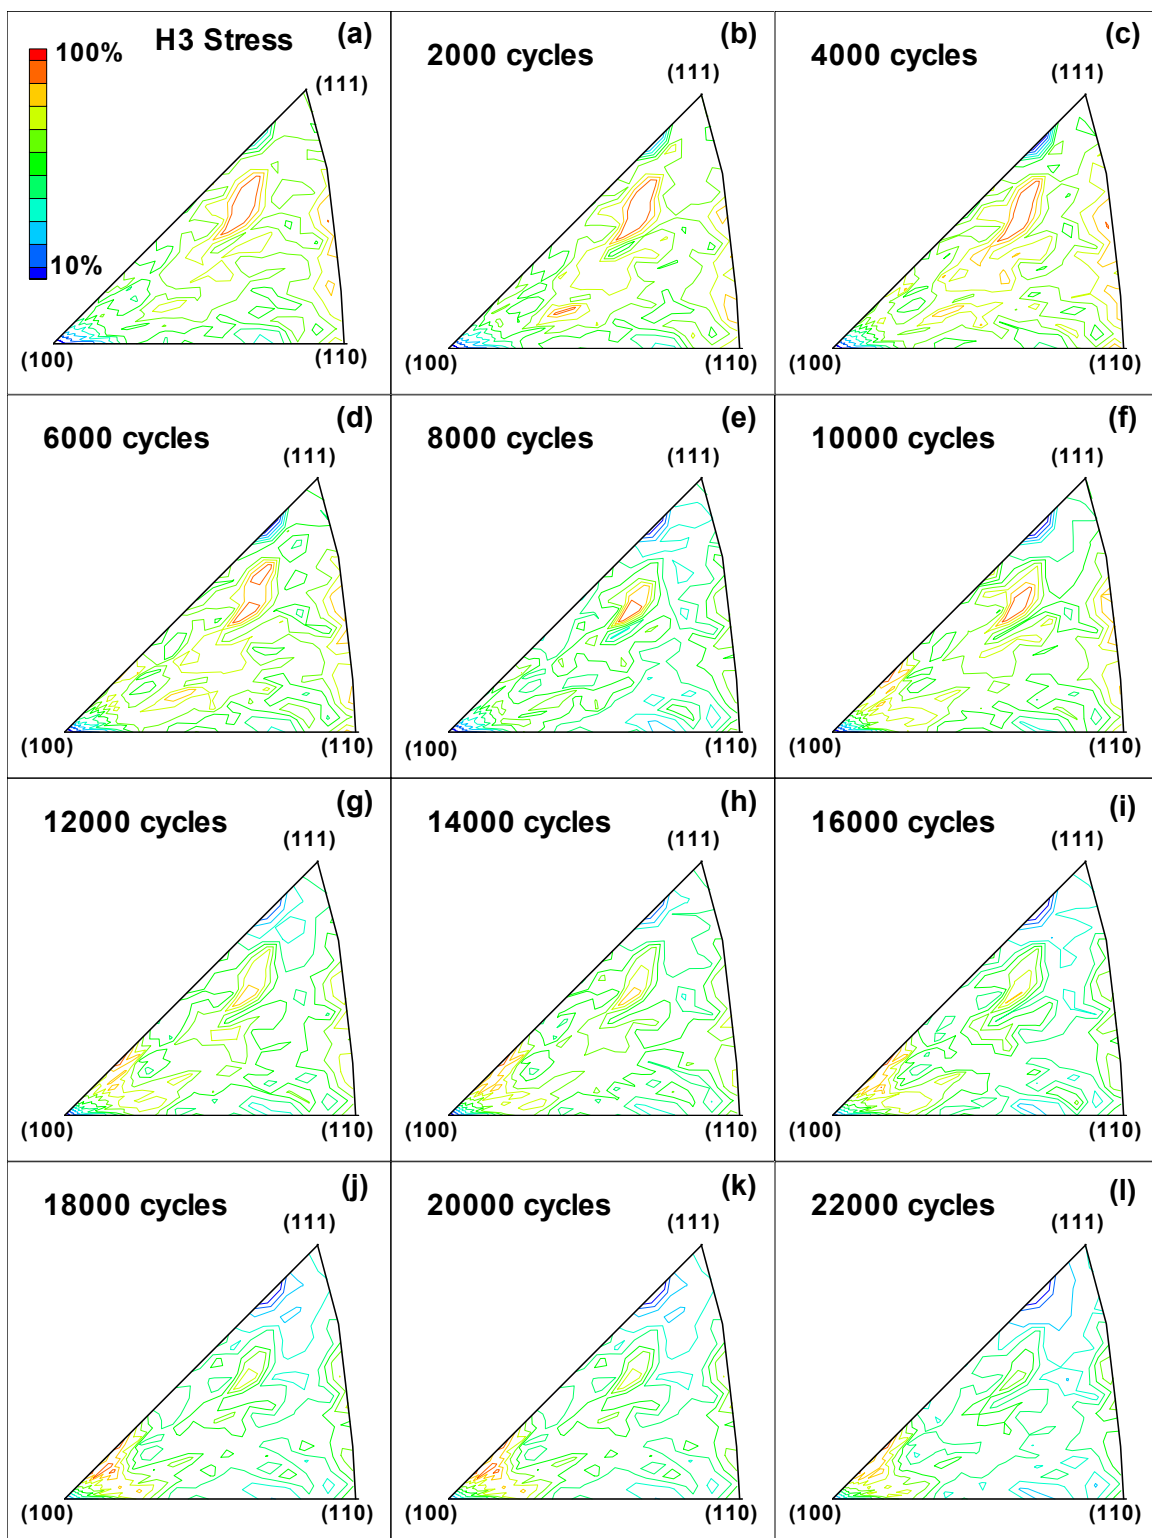 H3 Stress
(a)
100%
10%
(111)
(100)
(110)
2000 cycles
(b)
(111)
(100)
(110)
4000 cycles
(c)
(111)
(100)
(110)
6000 cycles
(d)
(111)
(100)
(110)
8000 cycles
(e)
(111)
(100)
(110)
10000 cycles
(f)
(111)
(100)
(110)
12000 cycles
(g)
(111)
(100)
(110)
14000 cycles
(h)
(111)
(100)
(110)
16000 cycles
(i)
(111)
(100)
(110)
18000 cycles
(j)
(111)
(100)
(110)
20000 cycles
(k)
(111)
(100)
(110)
22000 cycles
(l)
(111)
(100)
(110)